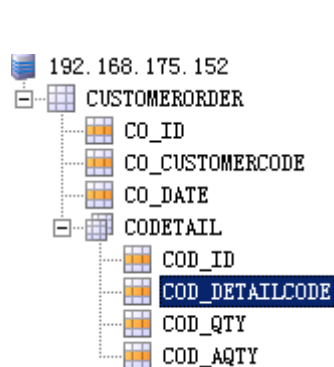 192.168.175.152
CUSTOMERORDER
CO_ID
CO_CUSTOMERCODE
CO_DATE
CODETAIL
COD_ID
COD_DETAILCODE
COD_QTY
COD_AQTY